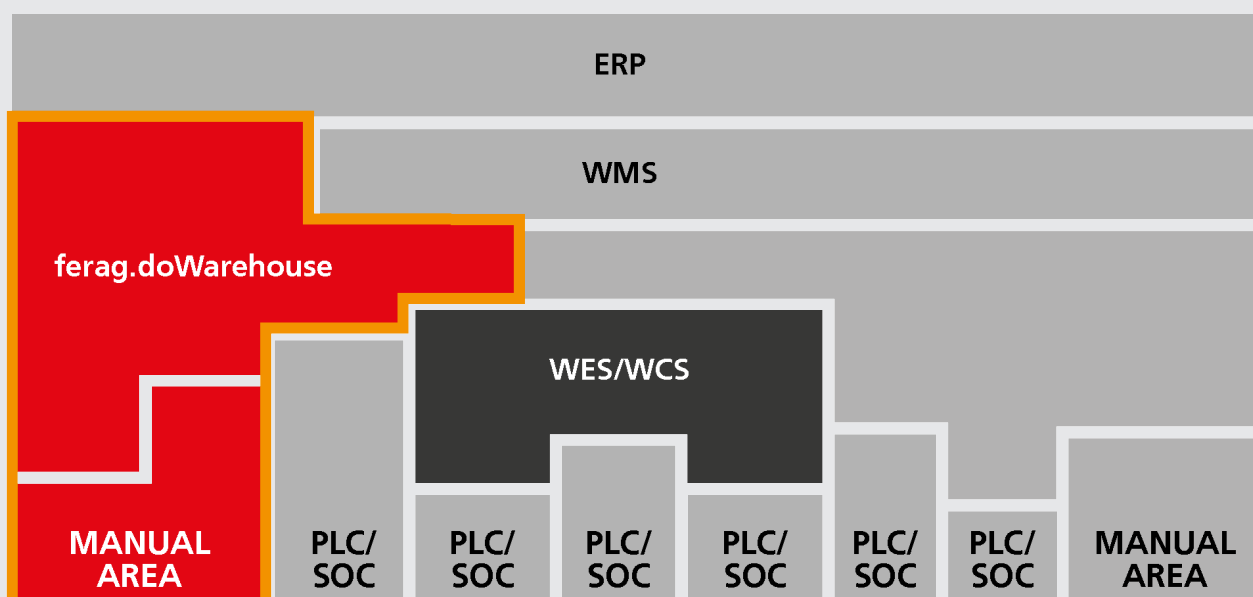 ERP
WMS
ferag.doWarehouse
WES/WCS
MANUAL
AREA
PLC/
SOC
PLC/
SOC
PLC/
SOC
PLC/
SOC
PLC/
SOC
PLC/
SOC
MANUAL
AREA